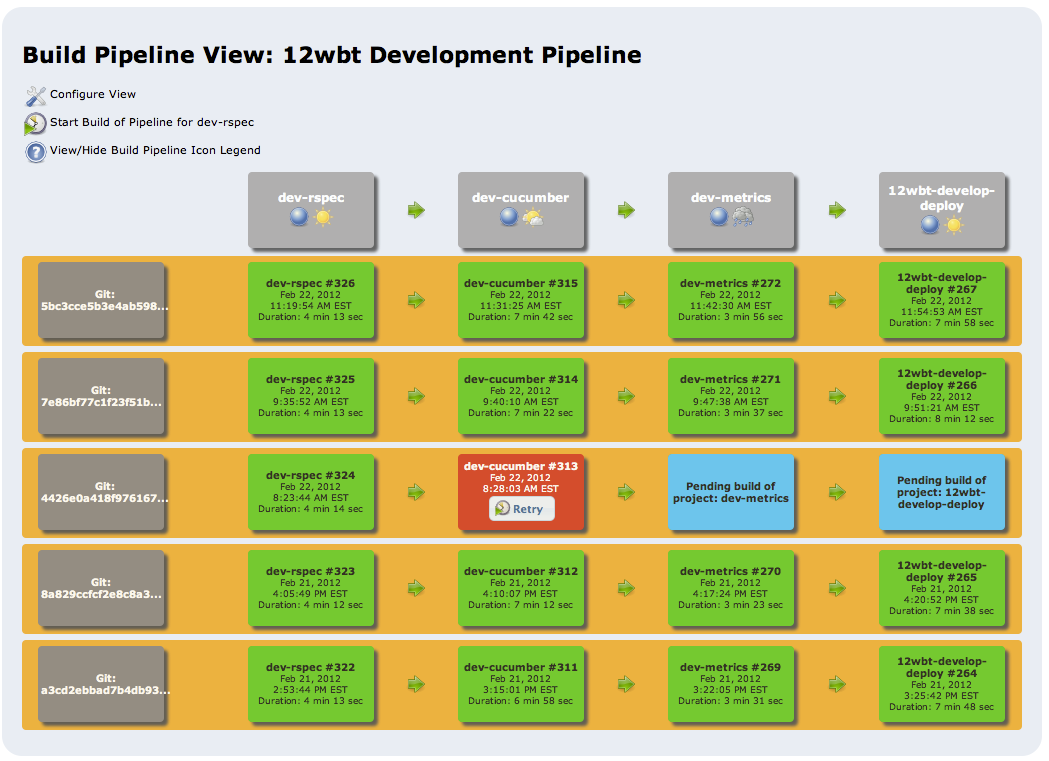 Build Pipeline View: 12wbt Development Pipeline
Configure View
Start Build of Pipeline for dev-rspec
View/Hide Build Pipeline Icon Legend
dev-rspec
dev-cucumber
dev-metrics
12wbt-develop-
deploy
Git:
5bc3cce5b3e4ab598...
dev-rspec #326
Feb 22, 2012
11:19:54 AM EST
Duration: 4 min 13 sec
dev-cucumber #315
Feb 22, 2012
11:31:25 AM EST
Duration: 7 min 42 sec
dev-metrics #272
Feb 22, 2012
11:42:30 AM EST
Duration: 3 min 56 sec
12wbt-develop-
deploy #267
Feb 22, 2012
11:54:53 AM EST
Duration: 7 min 58 sec
Git:
7e86bf77c1f23f51b...
dev-rspec #325
Feb 22, 2012
9:35:52 AM EST
Duration: 4 min 13 sec
dev-cucumber #314
Feb 22, 2012
9:40:10 AM EST
Duration: 7 min 22 sec
dev-metrics #271
Feb 22, 2012
9:47:38 AM EST
Duration: 3 min 37 sec
12wbt-develop-
deploy #266
Feb 22, 2012
9:51:21 AM EST
Duration: 8 min 12 sec
Git:
4426e0a418f976167...
dev-rspec #324
Feb 22, 2012
8:23:44 AM EST
Duration: 4 min 14 sec
dev-cucumber #313
Feb 22, 2012
8:28:03 AM EST
Retry
Pending build of
project: dev-metrics
Pending build of
project: 12wbt-
develop-deploy
Git:
8a829ccfcf2e8c8a3...
dev-rspec #323
Feb 21, 2012
4:05:49 PM EST
Duration: 4 min 12 sec
dev-cucumber #312
Feb 21, 2012
4:10:07 PM EST
Duration: 7 min 12 sec
dev-metrics #270
Feb 21, 2012
4:17:24 PM EST
Duration: 3 min 23 sec
12wbt-develop-
deploy #265
Feb 21, 2012
4:20:52 PM EST
Duration: 7 min 38 sec
Git:
a3cd2ebbad7b4db93...
dev-rspec #322
Feb 21, 2012
2:53:44 PM EST
Duration: 4 min 13 sec
dev-cucumber #311
Feb 21, 2012
3:15:01 PM EST
Duration: 6 min 58 sec
dev-metrics #269
Feb 21, 2012
3:22:05 PM EST
Duration: 3 min 31 sec
12wbt-develop-
deploy #264
Feb 21, 2012
3:25:42 PM EST
Duration: 7 min 48 sec